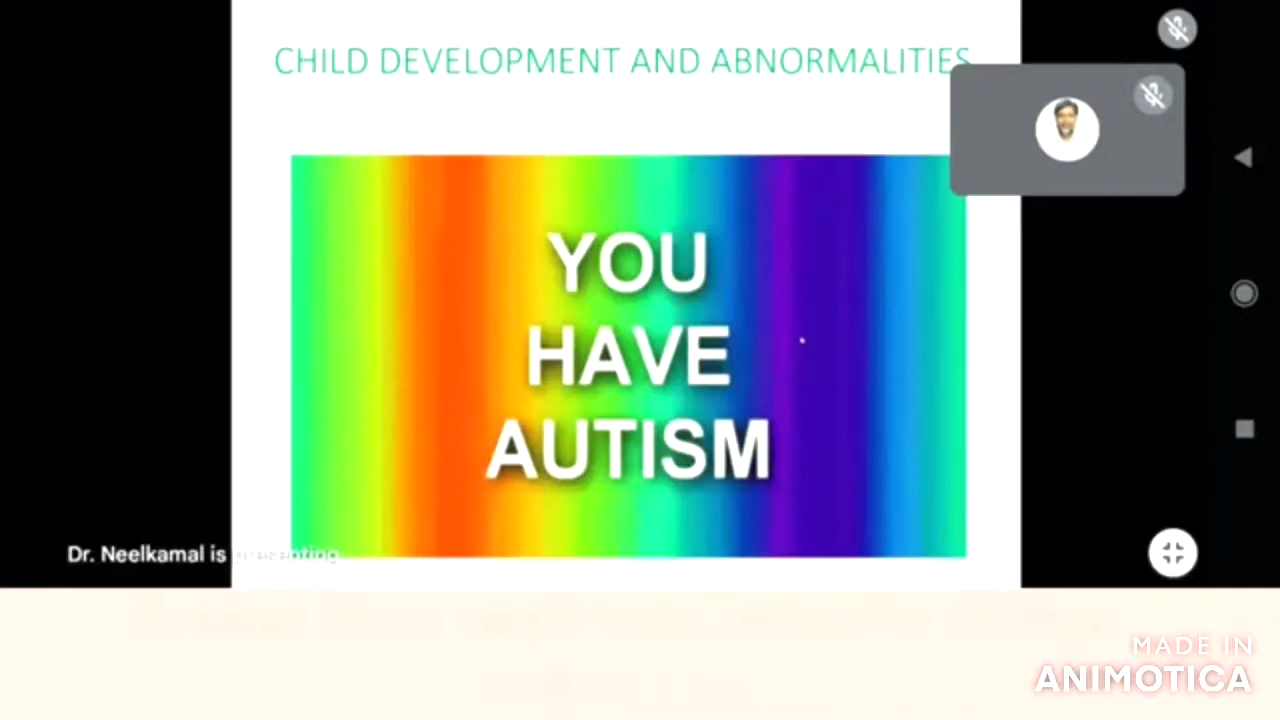 CHILD DEVELOPMENT AND ABNORMALITIES
YOU
HAVE
AUTISM
Dr. Neelkamal is presenting
MADE IN
ANIMOTICA